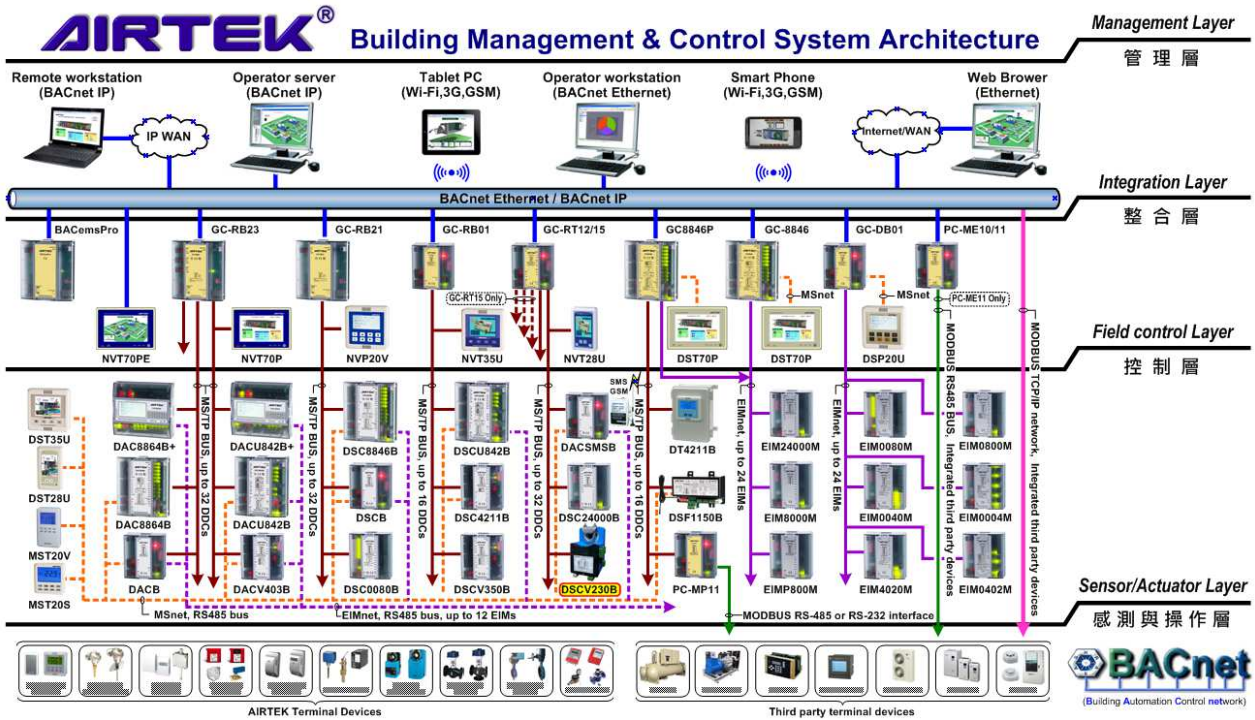 AIRTEK®
Building Management & Control System Architecture
Management Layer
管理層
Remote workstation
(BACnet IP)
Operator server
(BACnet IP)
Tablet PC
(Wi-Fi,3G,GSM)
Operator workstation
(BACnet Ethernet)
Smart Phone
(Wi-Fi,3G,GSM)
Web Brower
(Ethernet)
IP WAN
Internet/WAN
BACnet Ethernet / BACnet IP
Integration Layer
整合層
BACemsPro
GC-RB23
GC-RB21
GC-RB01
GC-RT12/15
GC8846P
GC-8846
GC-DB01
PC-ME10/11
GC-RT15 Only
MSnet
MSnet
PC-ME11 Only
NVT70PE
NVT70P
NVP20V
NVT35U
NVT28U
DST70P
DST70P
DSP20U
Field control Layer
控制層
MS/TP BUS, up to 32 DDCs
MS/TP BUS, up to 32 DDCs
MS/TP BUS, up to 16 DDCs
MS/TP BUS, up to 32 DDCs
MS/TP BUS, up to 16 DDCs
EIMnet, up to 24 EIMs
EIMnet, up to 24 EIMs
MODBUS RS485 BUS, Integrated third party devices
MODBUS TCP/IP network, Integrated third party devices
SMS
GSM
DST35U
DAC8864B+
DACU842B+
DSC8846B
DSCU842B
DACSMSB
DT4211B
EIM24000M
EIM0080M
EIM0800M
DST28U
DAC8864B
DACU842B
DSCB
DSC4211B
DSC24000B
DSF1150B
EIM8000M
EIM0040M
EIM0004M
MST20V
MST20S
DACB
DACV403B
DSC0080B
DSCV350B
DSCV230B
PC-MP11
EIMP800M
EIM4020M
EIM0402M
MSnet, RS485 bus
EIMnet, RS485 bus, up to 12 EIMs
MODBUS RS-485 or RS-232 interface
Sensor/Actuator Layer
感測與操作層
AIRTEK Terminal Devices
Third party terminal devices
BACnet
(Building Automation Control network)